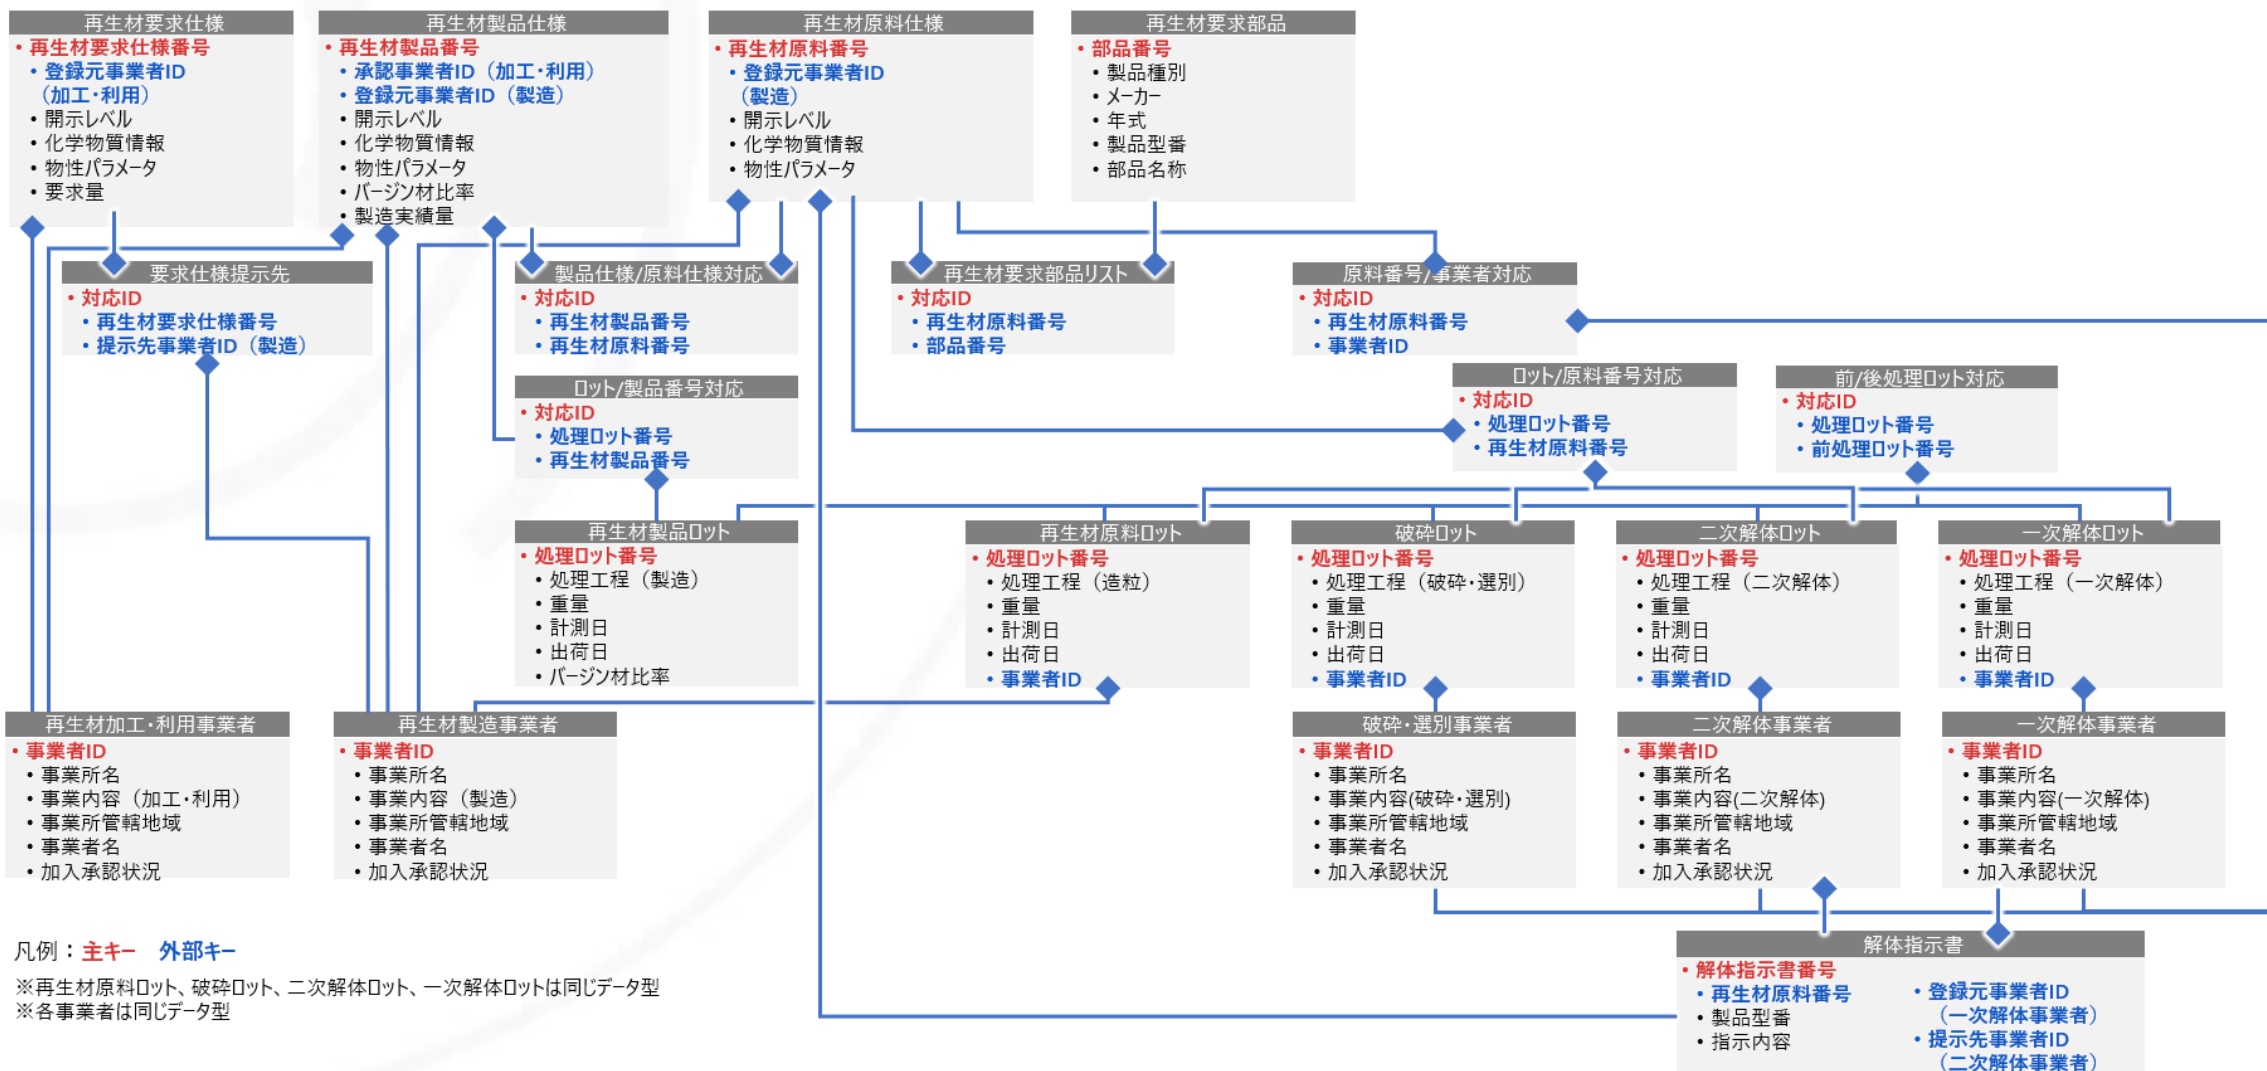 再生材要求仕様
• 再生材要求仕様番号
• 登録元事業者ID
（加工・利用）
• 開示レベル
• 化学物質情報
• 物性パラメータ
• 要求量
再生材製品仕様
• 再生材製品番号
• 承認事業者ID（加工・利用）
• 登録元事業者ID（製造）
• 開示レベル
• 化学物質情報
• 物性パラメータ
• バージン材比率
• 製造実績量
再生材原料仕様
• 再生材原料番号
• 登録元事業者ID
（製造）
• 開示レベル
• 化学物質情報
• 物性パラメータ
再生材要求部品
• 部品番号
• 製品種別
• メーカー
• 年式
• 製品型番
• 部品名称
要求仕様提示先
• 対応ID
• 再生材要求仕様番号
• 提示先事業者ID（製造）
製品仕様/原料仕様対応
• 対応ID
• 再生材製品番号
• 再生材原料番号
再生材要求部品リスト
• 対応ID
• 再生材原料番号
• 部品番号
原料番号/事業者対応
• 対応ID
• 再生材原料番号
• 事業者ID
ロット/製品番号対応
• 対応ID
• 処理ロット番号
• 再生材製品番号
ロット/原料番号対応
• 対応ID
• 処理ロット番号
• 再生材原料番号
前/後処理ロット対応
• 対応ID
• 処理ロット番号
• 前処理ロット番号
再生材製品ロット
• 処理ロット番号
• 処理工程（製造）
• 重量
• 計測日
• 出荷日
• バージン材比率
再生材原料ロット
• 処理ロット番号
• 処理工程（造粒）
• 重量
• 計測日
• 出荷日
• 事業者ID
破砕ロット
• 処理ロット番号
• 処理工程（破砕・選別）
• 重量
• 計測日
• 出荷日
• 事業者ID
二次解体ロット
• 処理ロット番号
• 処理工程（二次解体）
• 重量
• 計測日
• 出荷日
• 事業者ID
一次解体ロット
• 処理ロット番号
• 処理工程（一次解体）
• 重量
• 計測日
• 出荷日
• 事業者ID
再生材加工・利用事業者
• 事業者ID
• 事業所名
• 事業内容（加工・利用）
• 事業所管轄地域
• 事業者名
• 加入承認状況
再生材製造事業者
• 事業者ID
• 事業所名
• 事業内容（製造）
• 事業所管轄地域
• 事業者名
• 加入承認状況
破砕・選別事業者
• 事業者ID
• 事業所名
• 事業内容(破砕・選別)
• 事業所管轄地域
• 事業者名
• 加入承認状況
二次解体事業者
• 事業者ID
• 事業所名
• 事業内容(二次解体)
• 事業所管轄地域
• 事業者名
• 加入承認状況
一次解体事業者
• 事業者ID
• 事業所名
• 事業内容(一次解体)
• 事業所管轄地域
• 事業者名
• 加入承認状況
解体指示書
• 解体指示書番号
• 再生材原料番号
• 製品型番
• 指示内容
• 登録元事業者ID
（一次解体事業者）
• 提示先事業者ID
（二次解体事業者）
凡例：主キー 外部キー
※再生材原料ロット、破砕ロット、二次解体ロット、一次解体ロットは同じデータ型
※各事業者は同じデータ型